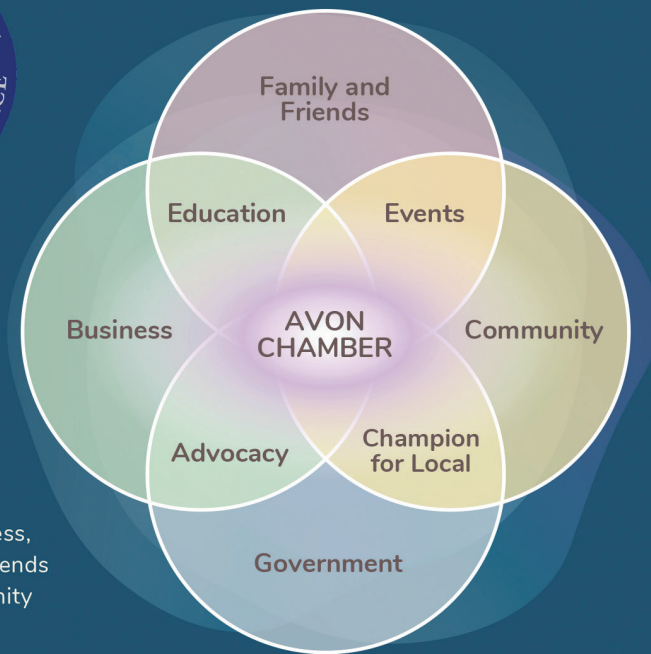 Family and
Friends
Education
Events
Business
AVON
CHAMBER
Community
Advocacy
Champion
for Local
Government